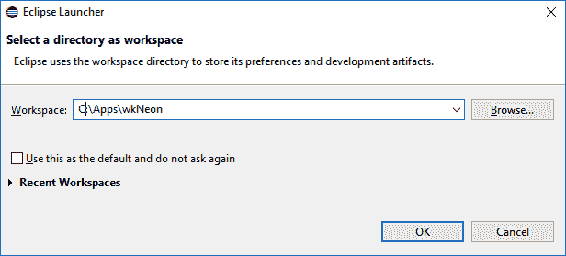 Eclipse Launcher
Select a directory as workspace
Eclipse uses the workspace directory to store its preferences and development artifacts.
Workspace: C:\Apps\wkNeon Browse...
Use this as the default and do not ask again
Recent Workspaces
OK Cancel